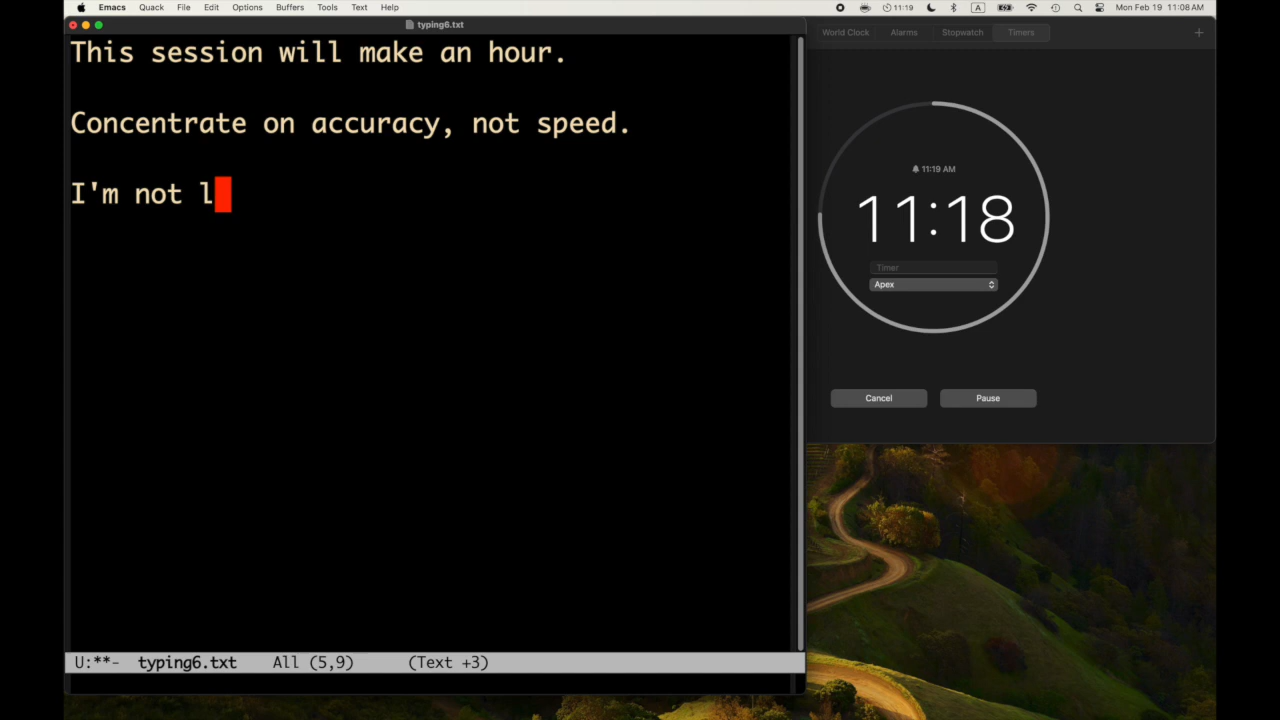 Emacs Quack File Edit Options Buffers Tools Text Help
11:19 A Mon Feb 19 11:08 AM
typing6.txt
This session will make an hour.
Concentrate on accuracy, not speed.
I'm not l
U:**- typing6.txt All (5,9) (Text +3)
World Clock Alarms Stopwatch Timers
11:19 AM
11:18
Timer
Apex
Cancel Pause